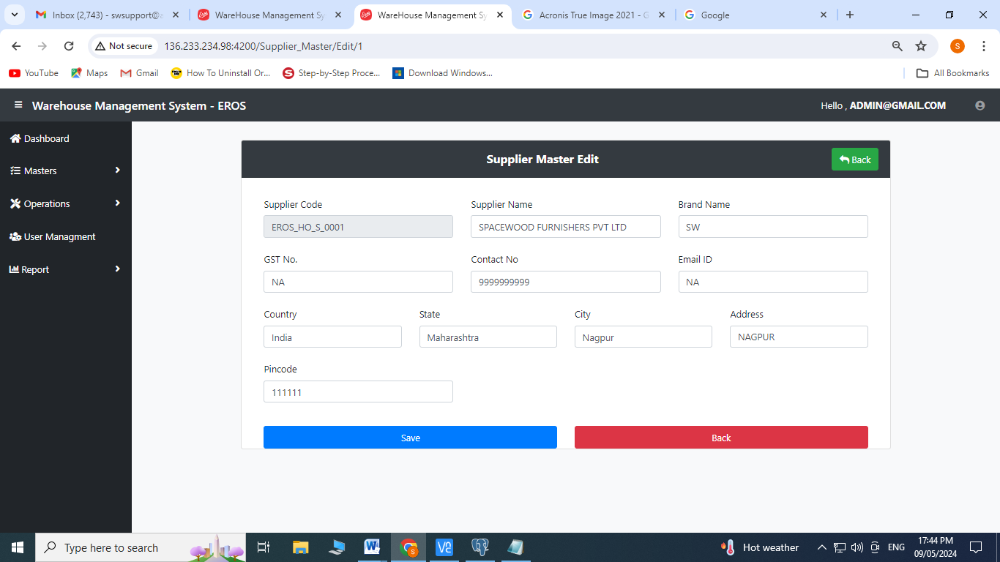 Inbox (2,743) - swsupport@a
WareHouse Management Sy
WareHouse Management Sy
Acronis True Image 2021 - G
Google
Not secure
136.233.234.98:4200/Supplier_Master/Edit/1
S
YouTube
Maps
Gmail
How To Uninstall Or...
Step-by-Step Proce...
Download Windows...
All Bookmarks
Warehouse Management System - EROS
Hello , ADMIN@GMAIL.COM
Dashboard
Masters
Operations
User Managment
Report
Supplier Master Edit
Back
Supplier Code
Supplier Name
Brand Name
EROS_HO_S_0001
SPACEWOOD FURNISHERS PVT LTD
SW
GST No.
Contact No
Email ID
NA
9999999999
NA
Country
State
City
Address
India
Maharashtra
Nagpur
NAGPUR
Pincode
111111
Save
Back
Type here to search
Hot weather
ENG
17:44 PM
09/05/2024